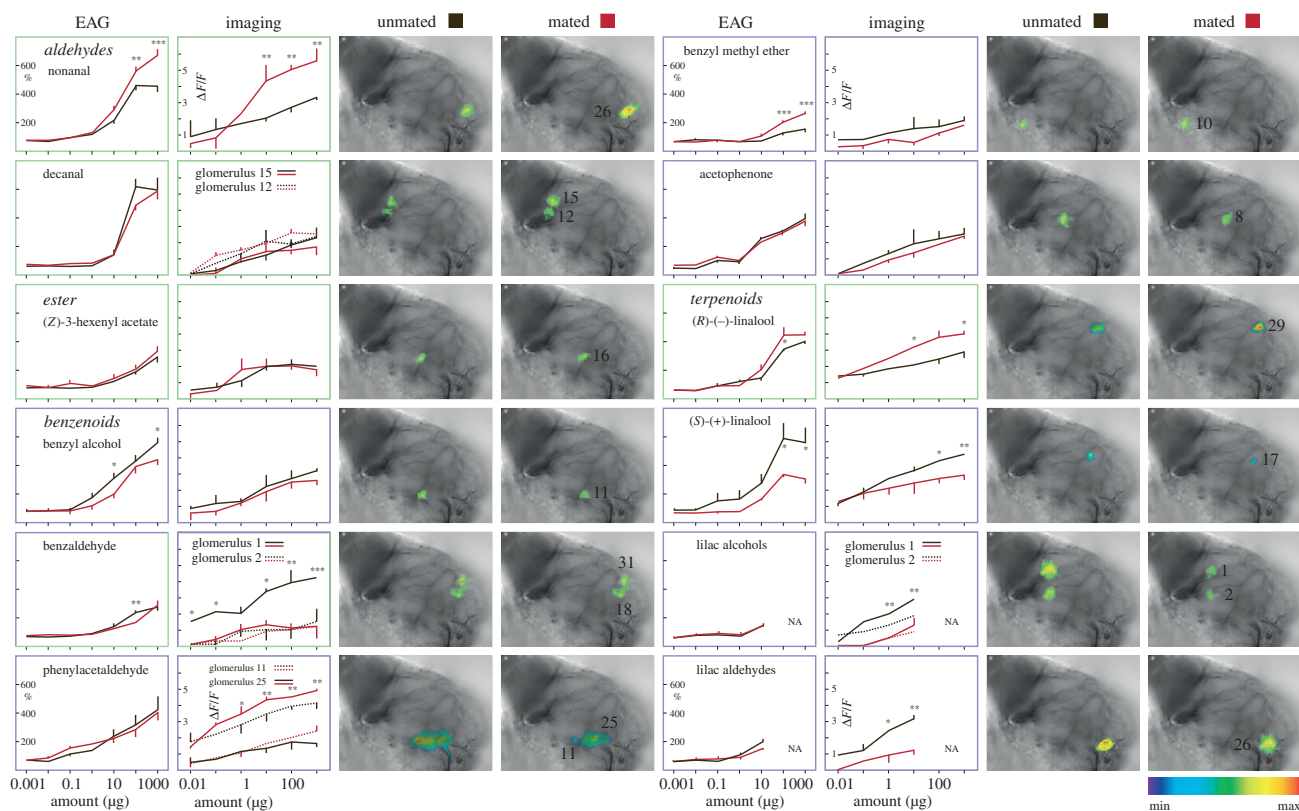 EAG imaging unmated mated EAG imaging unmated mated
aldehydes
nonanal
600
%
400
200
** ***
ΔF/F
5
3
1
** ** **
26
benzyl methyl ether
600
%
400
200
*** ***
ΔF/F
5
3
1
10
decanal
glomerulus 15
glomerulus 12
15
12
acetophenone
8
ester
(Z)-3-hexenyl acetate
16
terpenoids
(R)-(–)-linalool
*
* *
29
benzenoids
benzyl alcohol
* *
11
(S)-(+)-linalool
* *
* **
17
benzaldehyde
**
glomerulus 1
glomerulus 2
* * * ** ***
31
18
lilac alcohols
NA
glomerulus 1
glomerulus 2
** **
NA
1
2
phenylacetaldehyde
600
%
400
200
glomerulus 11
glomerulus 25
ΔF/F
5
3
1
* ** ** **
25
11
lilac aldehydes
600
%
400
200
NA
ΔF/F
5
3
1
* **
NA
26
0.001 0.1 10 1000
amount (µg)
0.01 1 100
amount (µg)
0.001 0.1 10 1000
amount (µg)
0.01 1 100
amount (µg)
min max